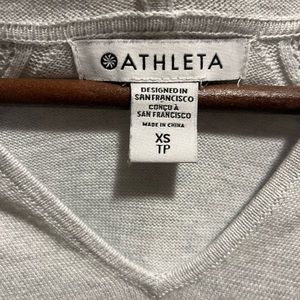 ATHLETA
DESIGNED IN
SAN FRANCISCO
CONÇU À
SAN FRANCISCO
MADE IN CHINA
XS
TP